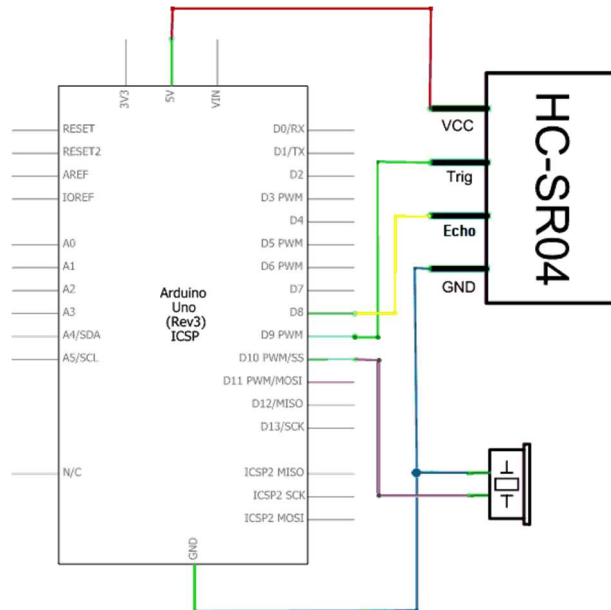 3V3
5V
VIN
RESET
RESET2
AREF
IOREF
A0
A1
A2
A3
A4/SDA
A5/SCL
N/C
Arduino
Uno
(Rev3)
ICSP
D0/RX
D1/TX
D2
D3 PWM
D4
D5 PWM
D6 PWM
D7
D8
D9 PWM
D10 PWM/SS
D11 PWM/MOSI
D12/MISO
D13/SCK
ICSP2 MISO
ICSP2 SCK
ICSP2 MOSI
GND
VCC
Trig
Echo
GND
HC-SR04